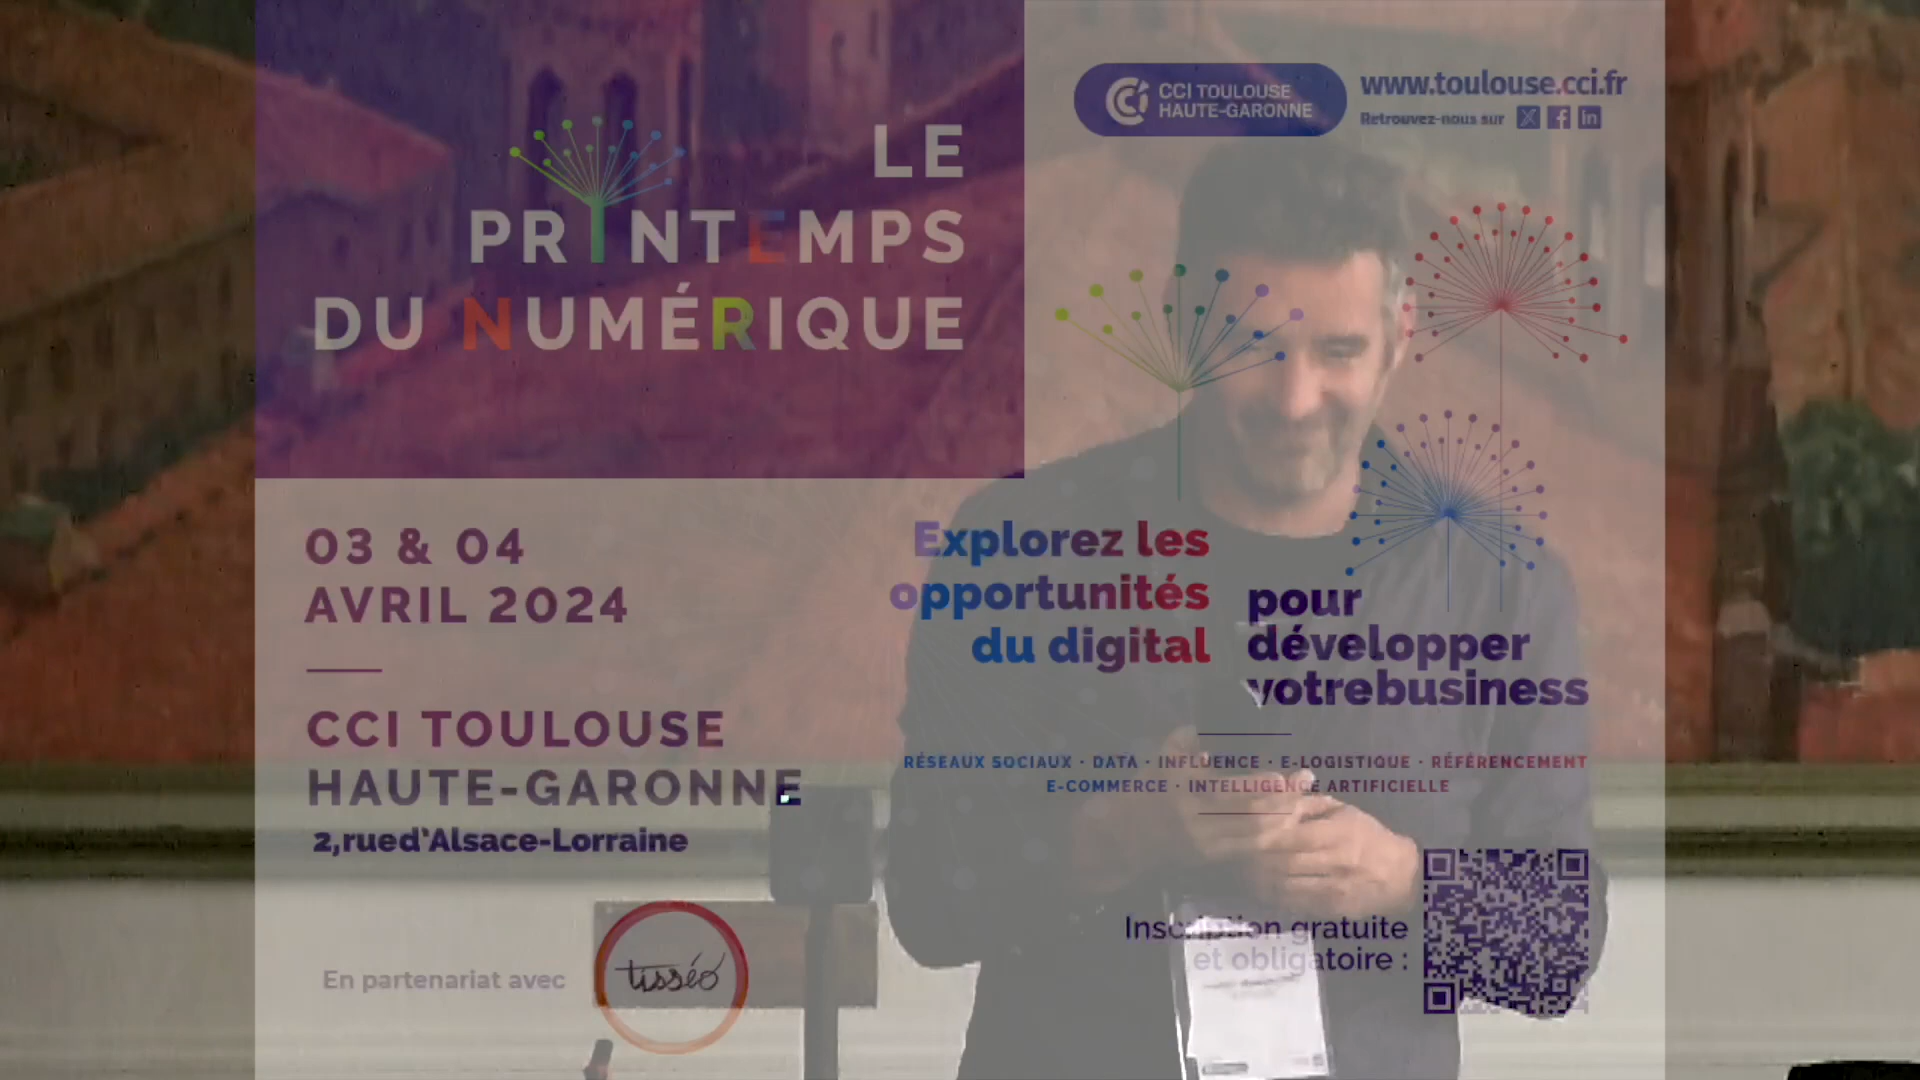 LE
PRINTEMPS
DU NUMÉRIQUE
CCI TOULOUSE
HAUTE-GARONNE
www.toulouse.cci.fr
Retrouvez-nous sur
03 & 04
AVRIL 2024
CCI TOULOUSE
HAUTE-GARONNE
2,rued'Alsace-Lorraine
En partenariat avec
tisséo
Explorez les
opportunités
du digital
pour
développer
votrebusiness
RÉSEAUX SOCIAUX · DATA · INFLUENCE · E-LOGISTIQUE · RÉFÉRENCEMENT
E-COMMERCE · INTELLIGENCE ARTIFICIELLE
Inscription gratuite
et obligatoire :